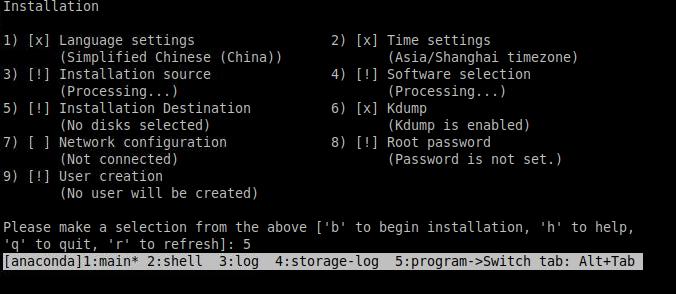 Installation
1) [x] Language settings                 2) [x] Time settings
       (Simplified Chinese (China))             (Asia/Shanghai timezone)
3) [!] Installation source               4) [!] Software selection
       (Processing...)                          (Processing...)
5) [!] Installation Destination          6) [x] Kdump
       (No disks selected)                      (Kdump is enabled)
7) [ ] Network configuration             8) [!] Root password
       (Not connected)                          (Password is not set.)
9) [!] User creation
       (No user will be created)
Please make a selection from the above ['b' to begin installation, 'h' to help,
'q' to quit, 'r' to refresh]: 5
[anaconda]1:main* 2:shell  3:log  4:storage-log  5:program->Switch tab: Alt+Tab